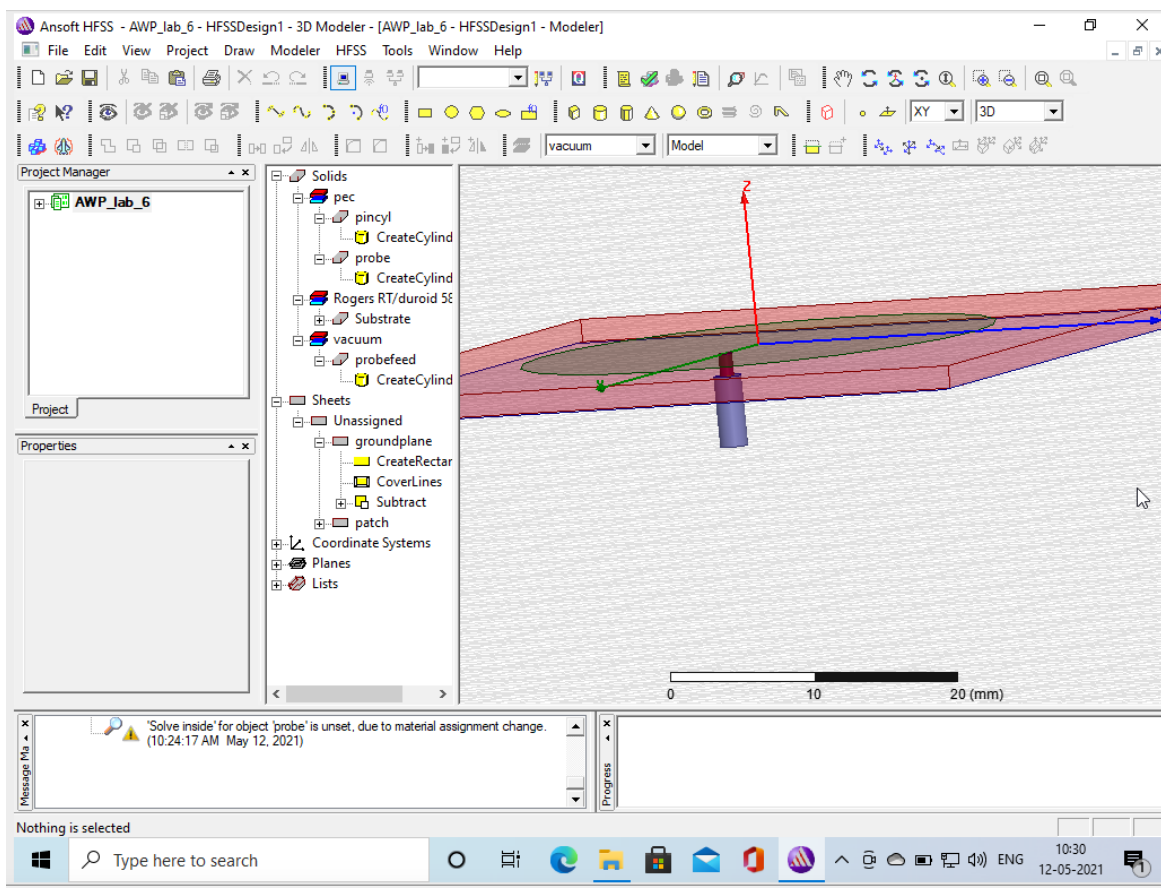 Ansoft HFSS - AWP_lab_6 - HFSSDesign1 - 3D Modeler - [AWP_lab_6 - HFSSDesign1 - Modeler]
File Edit View Project Draw Modeler HFSS Tools Window Help
XY 3D
vacuum Model
Project Manager
AWP_lab_6
Project
Properties
Solids
pec
pincyl
CreateCylind
probe
CreateCylind
Rogers RT/duroid 58
Substrate
vacuum
probefeed
CreateCylind
Sheets
Unassigned
groundplane
CreateRectar
CoverLines
Subtract
patch
Coordinate Systems
Planes
Lists
Z
0 10 20 (mm)
Message Ma
'Solve inside' for object 'probe' is unset, due to material assignment change.
(10:24:17 AM May 12, 2021)
Progress
Nothing is selected
Type here to search
ENG
10:30
12-05-2021
1